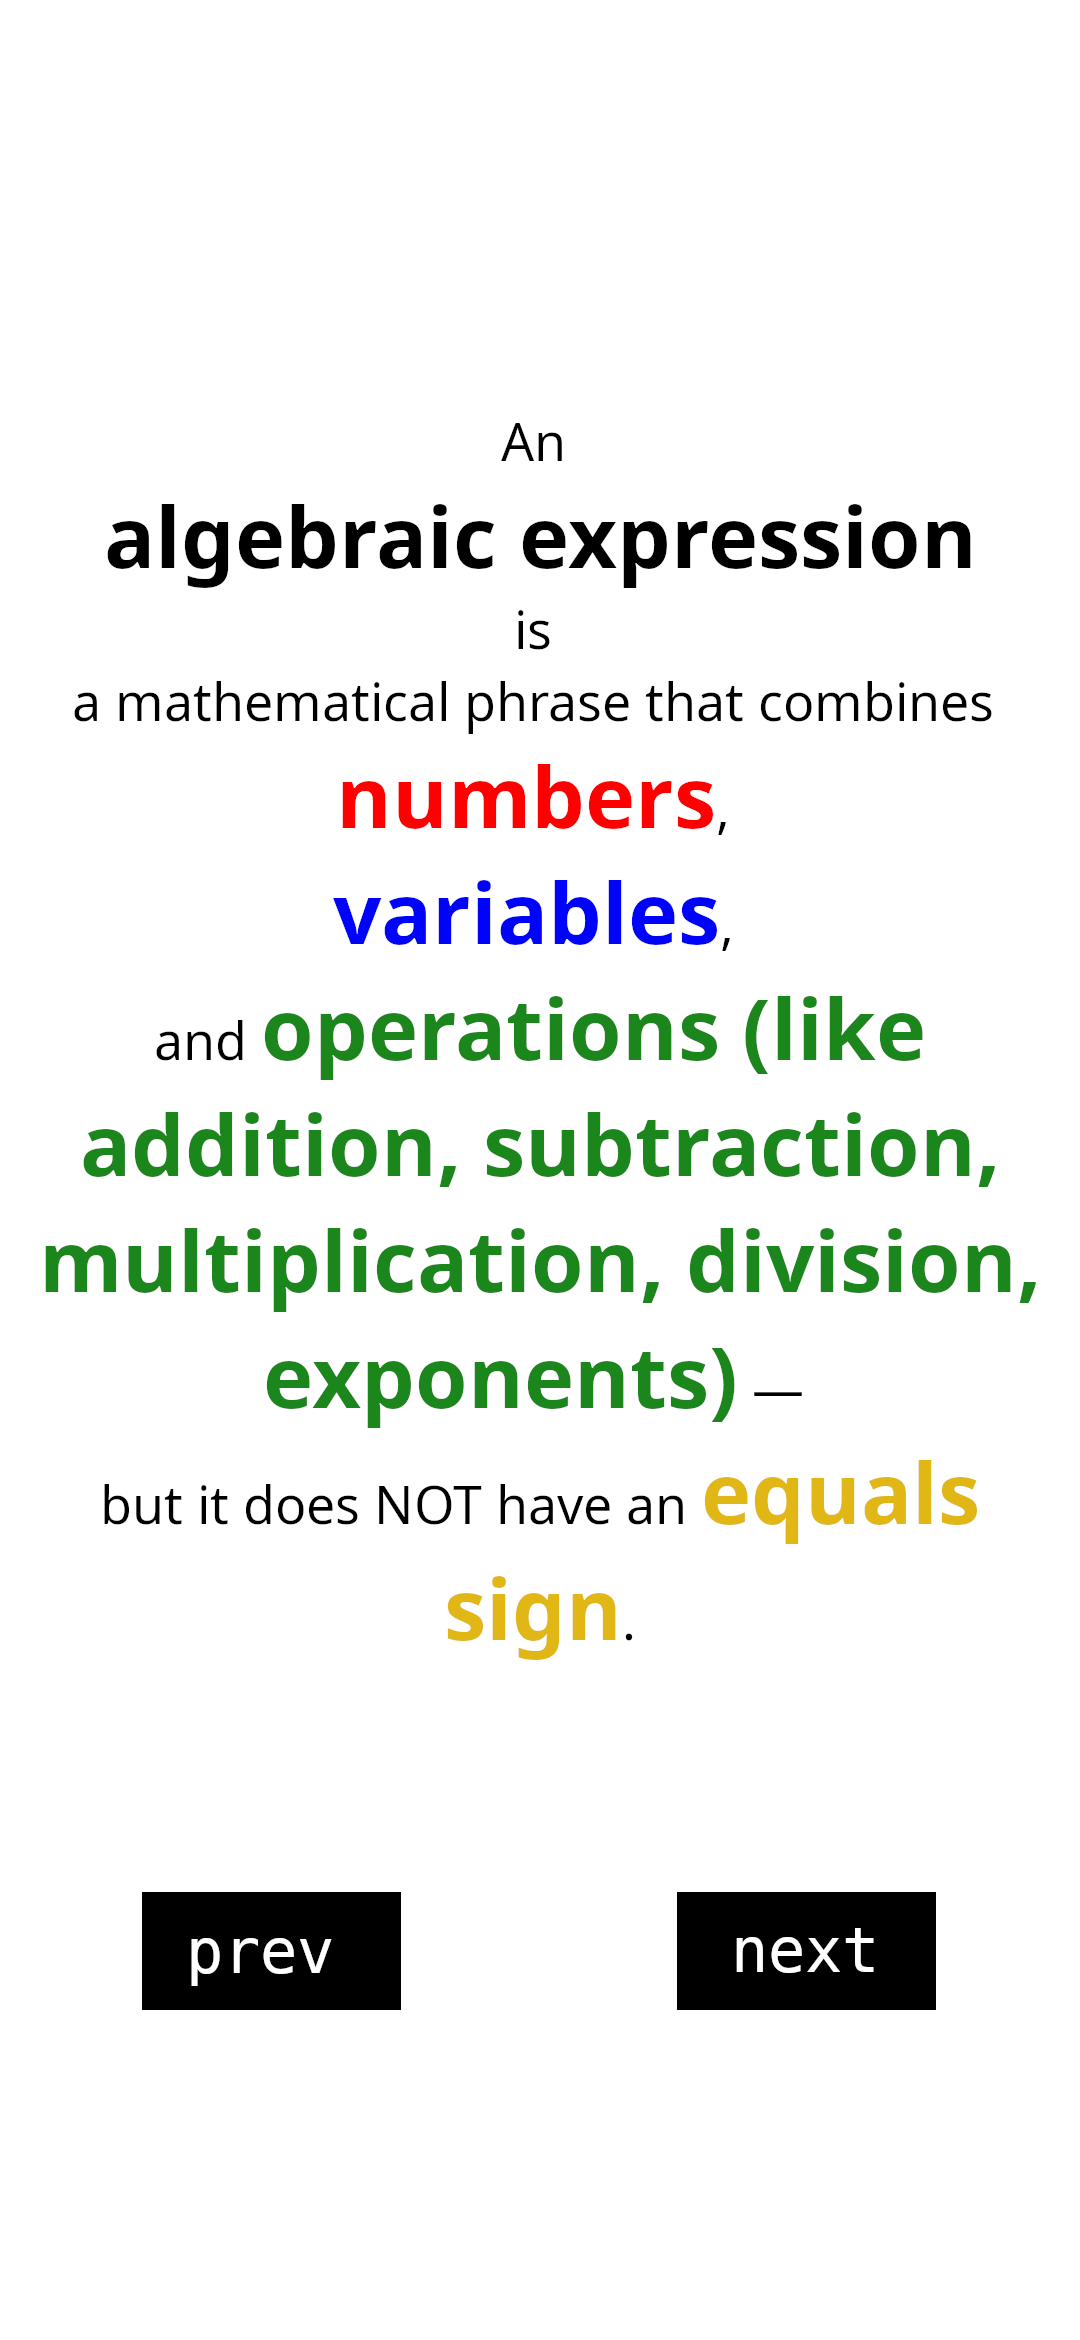 An
algebraic expression
is
a mathematical phrase that combines
numbers,
variables,
and operations (like
addition, subtraction,
multiplication, division,
exponents) —
but it does NOT have an equals
sign.
prev next